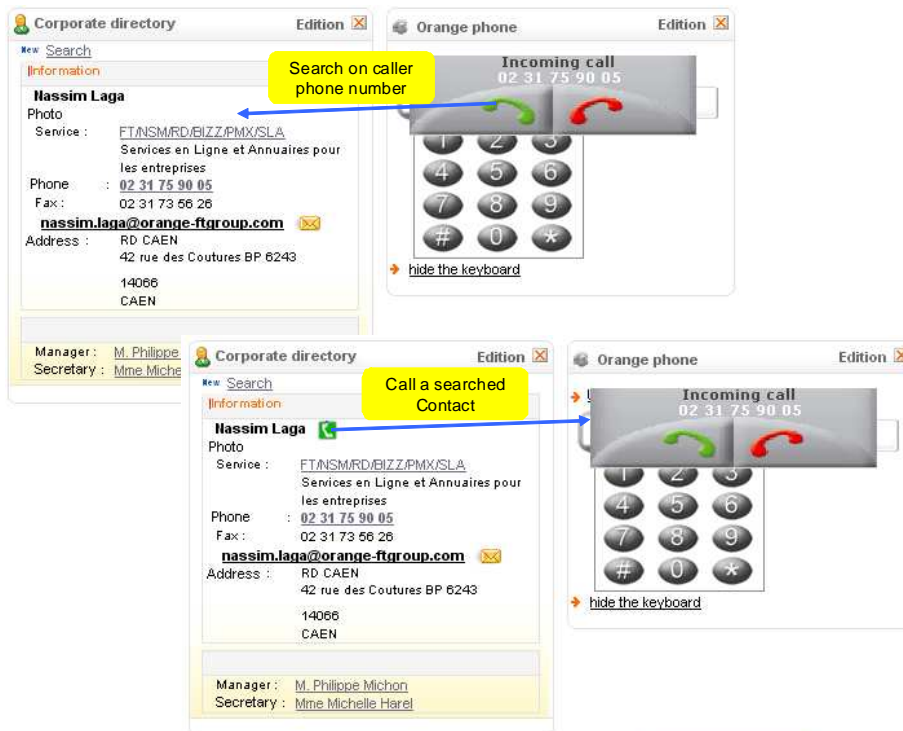 Corporate directory Edition
New Search
Information
Nassim Laga
Photo
Service : FT/NSM/RD/BIZZ/PMX/SLA
Services en Ligne et Annuaires pour
les entreprises
Phone : 02 31 75 90 05
Fax : 02 31 73 56 26
nassim.laga@orange-ftgroup.com
Address : RD CAEN
42 rue des Coutures BP 6243
14066
CAEN
Manager : M. Philippe
Secretary : Mme Miche
Search on caller
phone number
Orange phone Edition
Incoming call
02 31 75 90 05
1 2 3
4 5 6
7 8 9
# 0 *
hide the keyboard
Corporate directory Edition
New Search
Information
Nassim Laga
Photo
Service : FT/NSM/RD/BIZZ/PMX/SLA
Services en Ligne et Annuaires pour
les entreprises
Phone : 02 31 75 90 05
Fax : 02 31 73 56 26
nassim.laga@orange-ftgroup.com
Address : RD CAEN
42 rue des Coutures BP 6243
14066
CAEN
Manager : M. Philippe Michon
Secretary : Mme Michelle Harel
Call a searched
Contact
Orange phone Edition
Incoming call
02 31 75 90 05
1 2 3
4 5 6
7 8 9
# 0 *
hide the keyboard